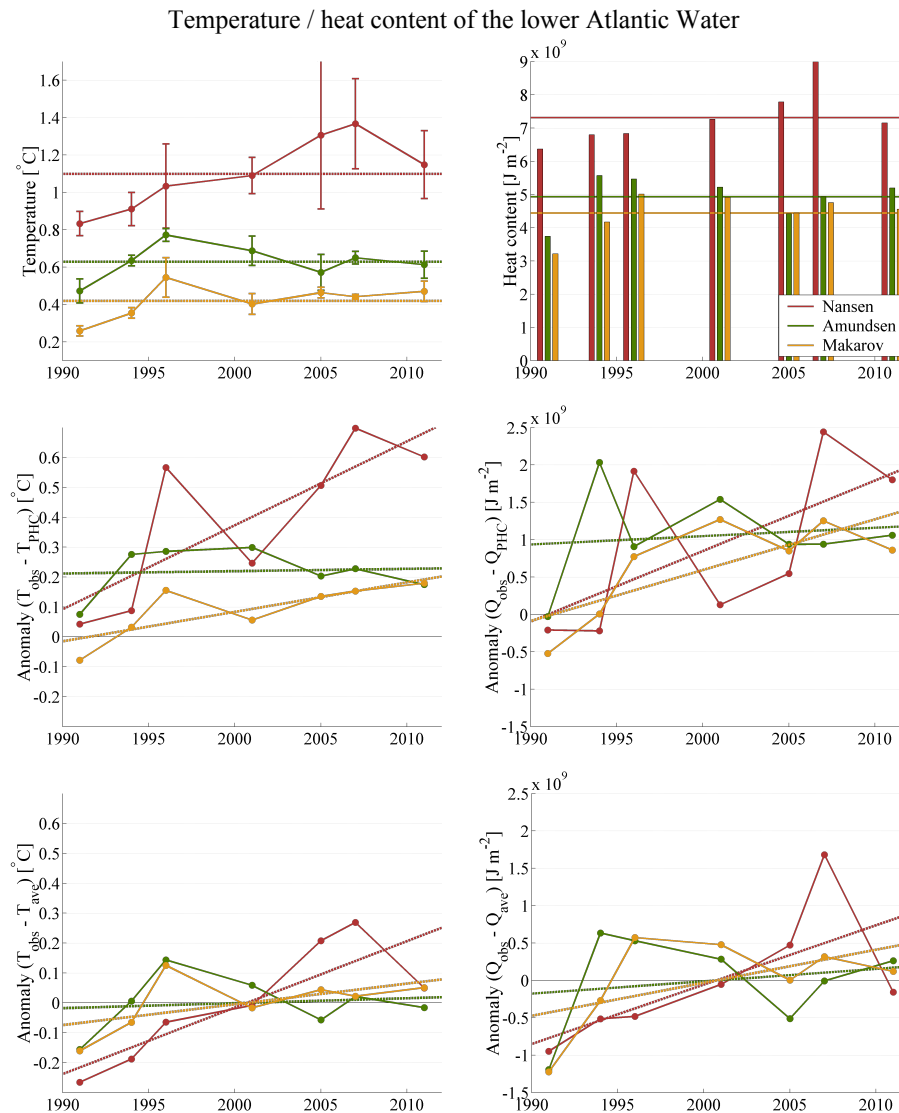 Temperature / heat content of the lower Atlantic Water
Temperature [°C]
1.6
1.4
1.2
1
0.8
0.6
0.4
0.2
1990 1995 2000 2005 2010
x 10^9
Heat content [J m^-2]
9
8
7
6
5
4
3
2
1
0
1990 1995 2000 2005 2010
Nansen
Amundsen
Makarov
Anomaly (T_obs - T_PHC) [°C]
0.6
0.5
0.4
0.3
0.2
0.1
0
-0.1
-0.2
1990 1995 2000 2005 2010
x 10^9
Anomaly (Q_obs - Q_PHC) [J m^-2]
2.5
2
1.5
1
0.5
0
-0.5
-1
-1.5
1990 1995 2000 2005 2010
Anomaly (T_obs - T_ave) [°C]
0.6
0.5
0.4
0.3
0.2
0.1
0
-0.1
-0.2
1990 1995 2000 2005 2010
x 10^9
Anomaly (Q_obs - Q_ave) [J m^-2]
2.5
2
1.5
1
0.5
0
-0.5
-1
-1.5
1990 1995 2000 2005 2010